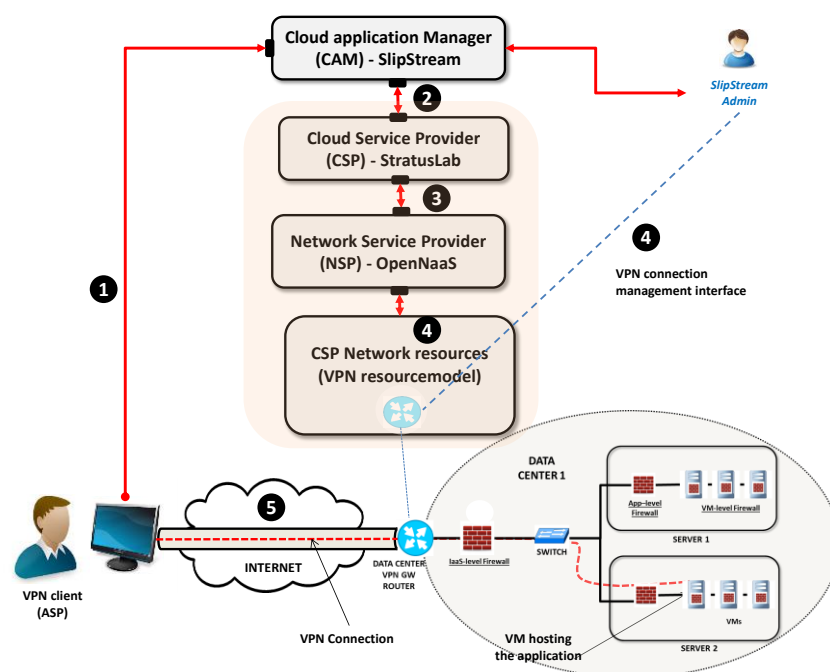 Cloud application Manager
(CAM) - SlipStream
SlipStream
Admin
2
Cloud Service Provider
(CSP) - StratusLab
3
Network Service Provider
(NSP) - OpenNaaS
4
VPN connection
management interface
1
4
CSP Network resources
(VPN resourcemodel)
DATA
CENTER 1
App-level
Firewall
VM-level Firewall
SERVER 1
5
INTERNET
DATA CENTER
VPN GW
ROUTER
IaaS-level Firewall
SWITCH
VPN client
(ASP)
VPN Connection
VM hosting
the application
VMs
SERVER 2